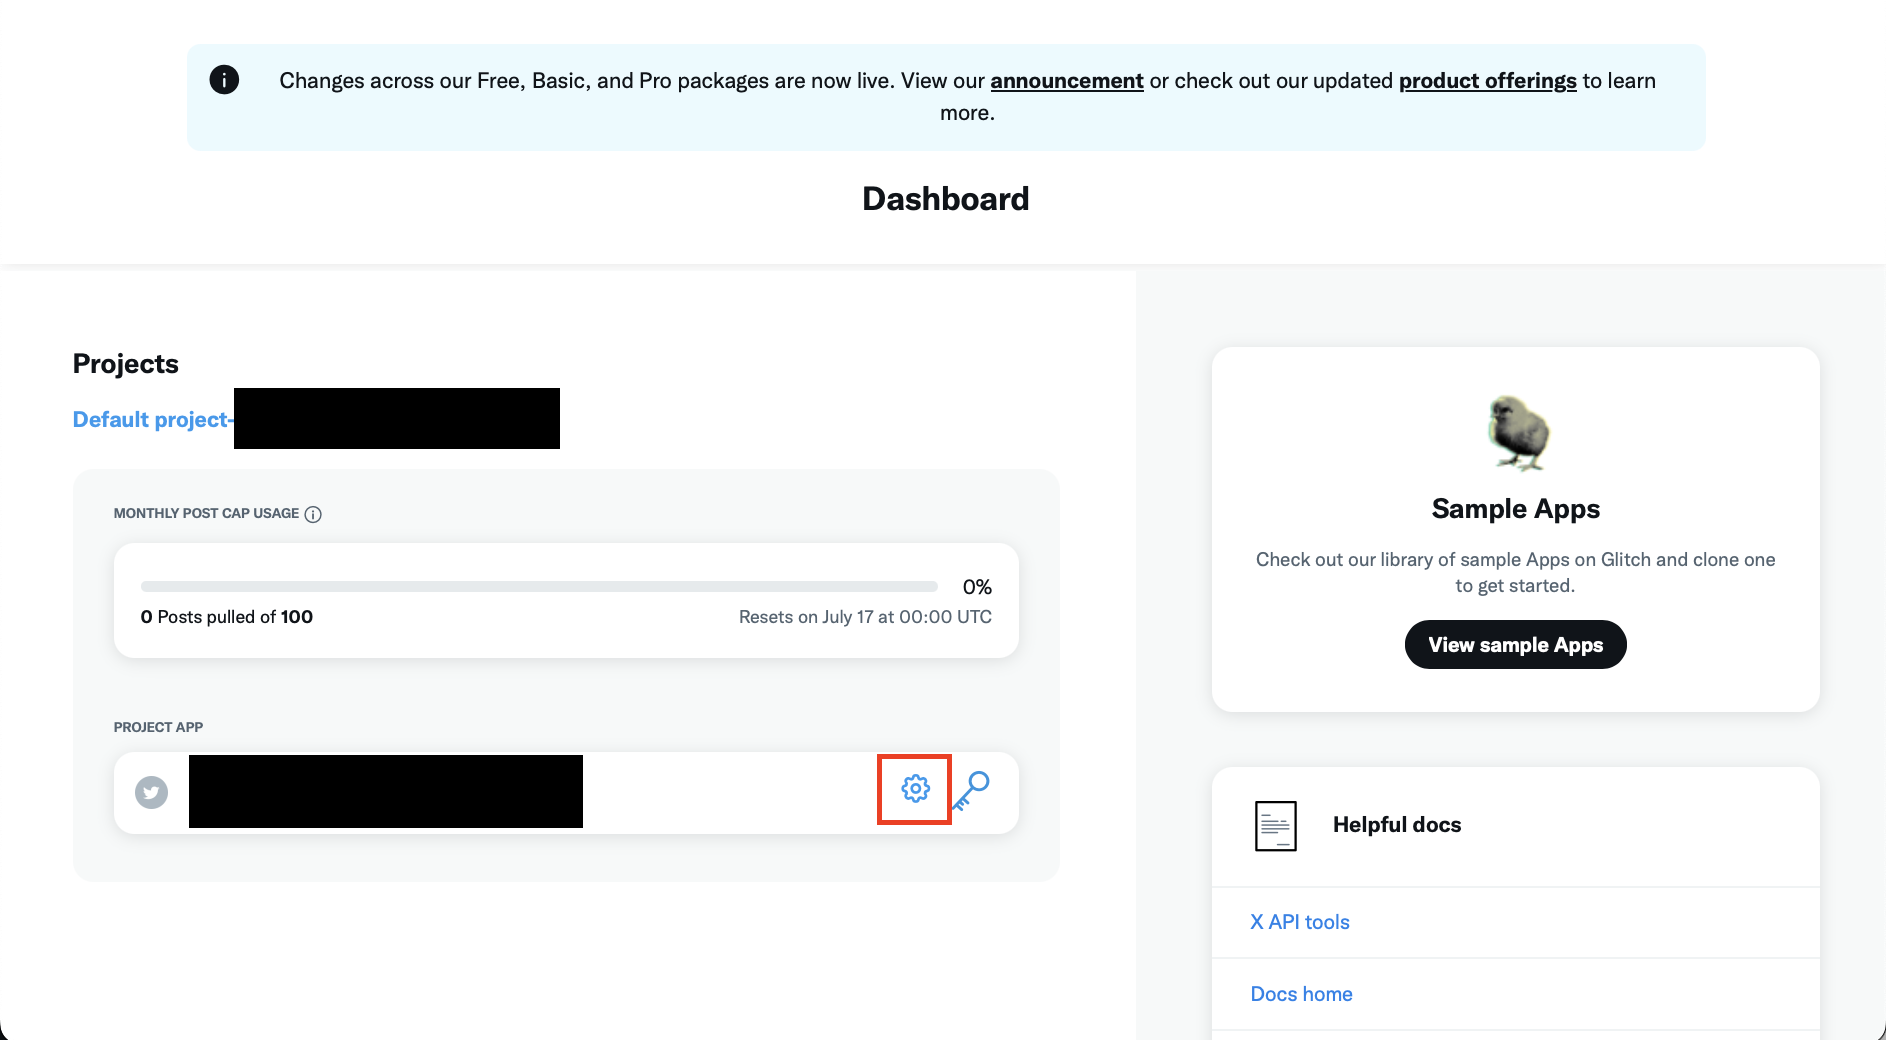 Changes across our Free, Basic, and Pro packages are now live. View our announcement or check out our updated product offerings to learn
more.
Dashboard
Projects
Default project-
MONTHLY POST CAP USAGE
0%
0 Posts pulled of 100
Resets on July 17 at 00:00 UTC
PROJECT APP
Sample Apps
Check out our library of sample Apps on Glitch and clone one
to get started.
View sample Apps
Helpful docs
X API tools
Docs home